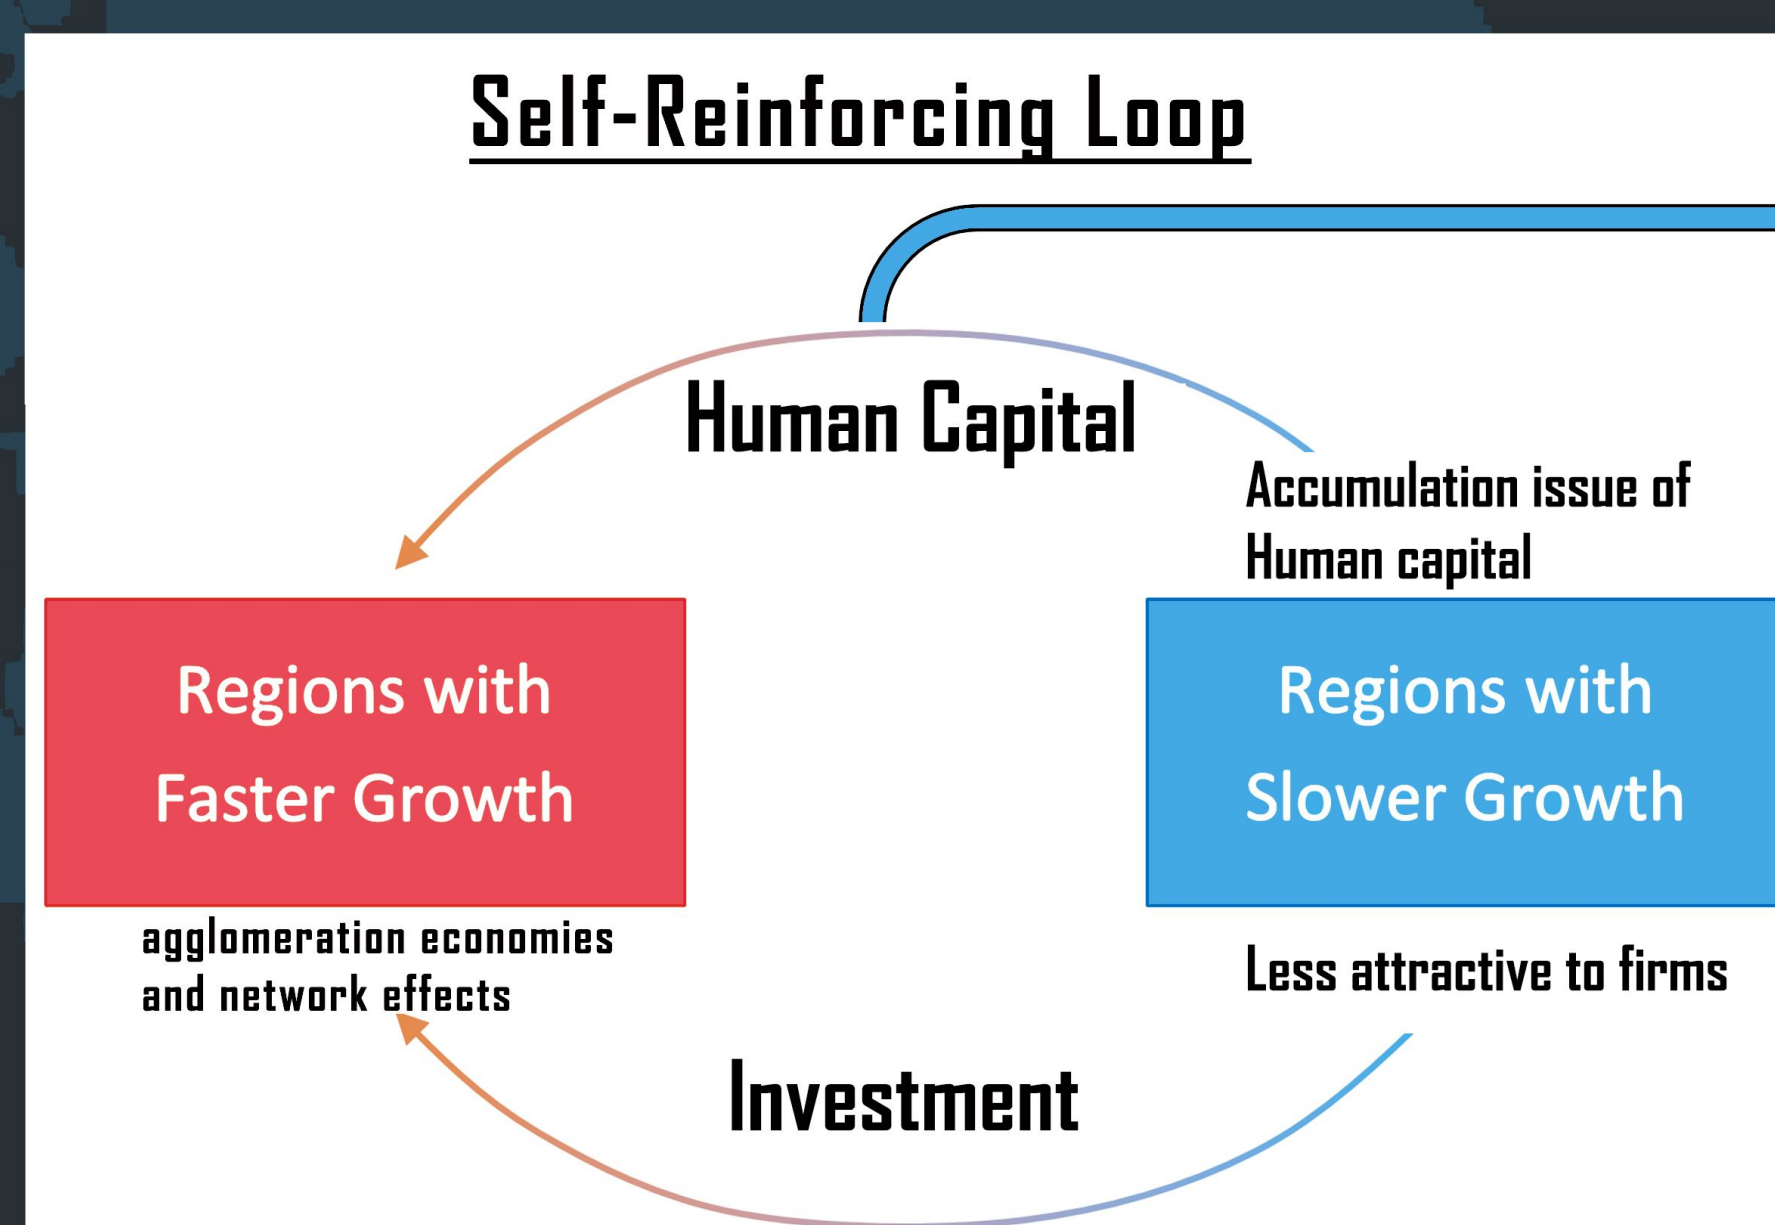 Self-Reinforcing Loop
Human Capital
Accumulation issue of
Human capital
Regions with
Faster Growth
Regions with
Slower Growth
agglomeration economies
and network effects
Less attractive to firms
Investment